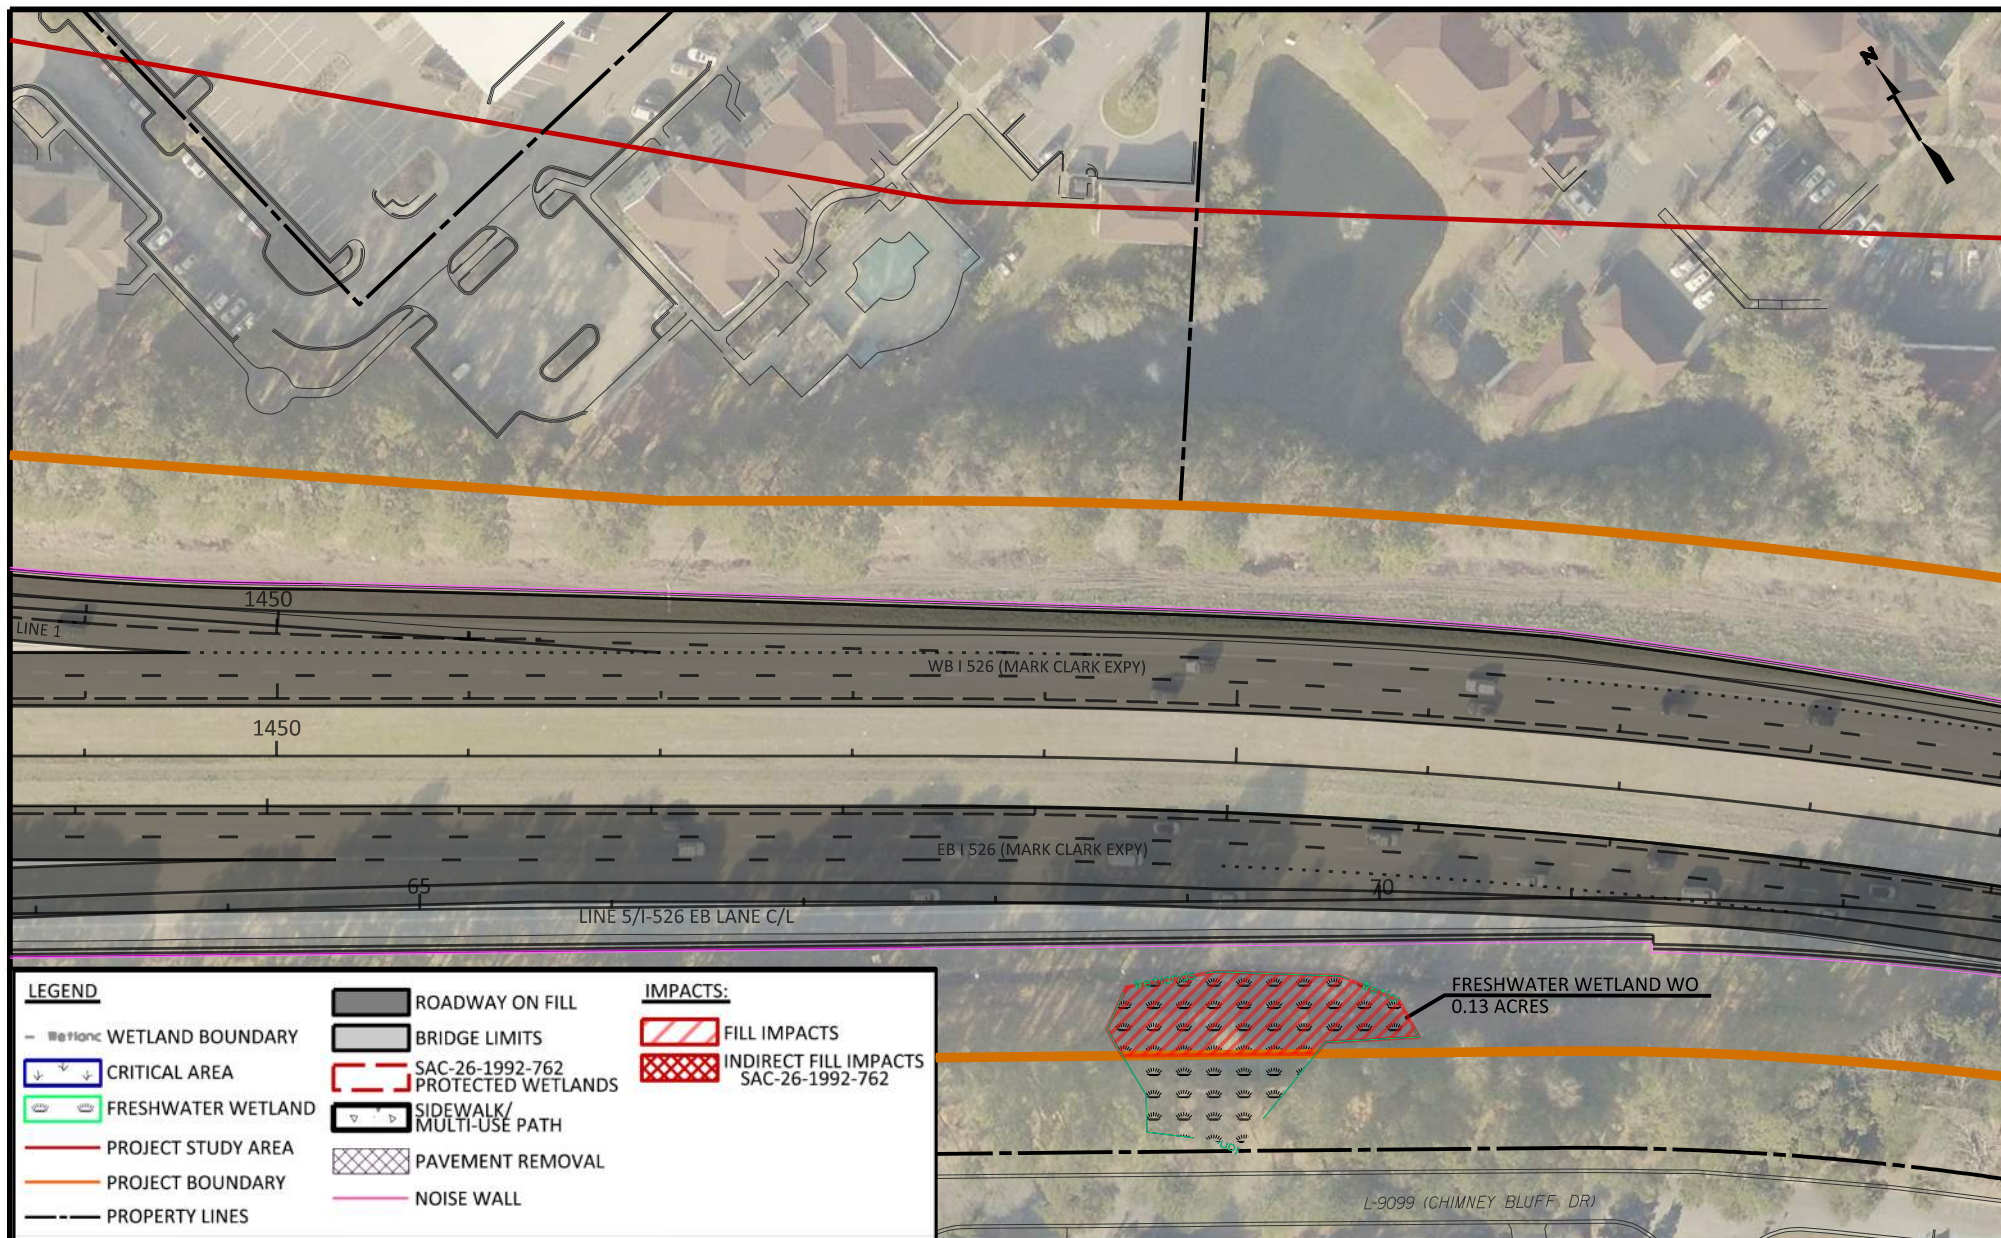 N
1450
LINE 1
WB I 526 (MARK CLARK EXPY)
1450
EB I 526 (MARK CLARK EXPY)
65
70
LINE 5/I-526 EB LANE C/L
FRESHWATER WETLAND WO
0.13 ACRES
L-9099 (CHIMNEY BLUFF DR)
LEGEND
WETLAND BOUNDARY
CRITICAL AREA
FRESHWATER WETLAND
PROJECT STUDY AREA
PROJECT BOUNDARY
PROPERTY LINES
ROADWAY ON FILL
BRIDGE LIMITS
SAC-26-1992-762
PROTECTED WETLANDS
SIDEWALK/
MULTI-USE PATH
PAVEMENT REMOVAL
NOISE WALL
IMPACTS:
FILL IMPACTS
INDIRECT FILL IMPACTS
SAC-26-1992-762